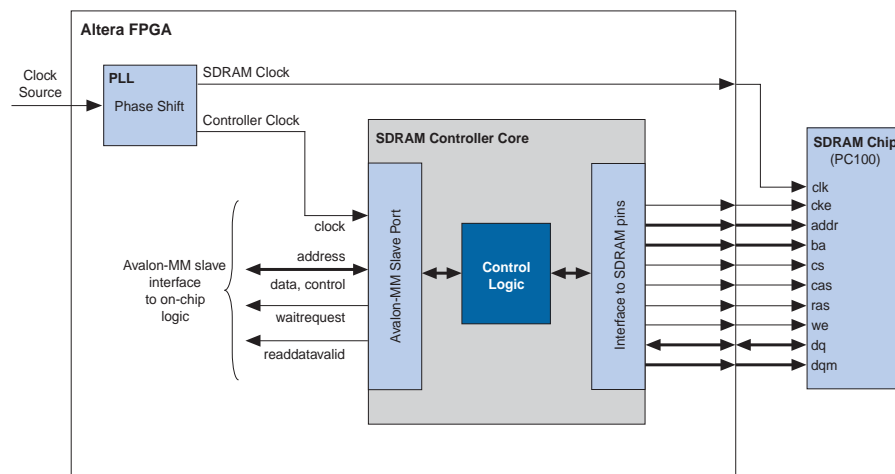 Altera FPGA
Clock
Source
PLL
Phase Shift
SDRAM Clock
Controller Clock
SDRAM Controller Core
SDRAM Chip
(PC100)
clock
Avalon-MM slave
interface
to on-chip
logic
address
data, control
waitrequest
readdatavalid
Avalon-MM Slave Port
Control
Logic
Interface to SDRAM pins
clk
cke
addr
ba
cs
cas
ras
we
dq
dqm